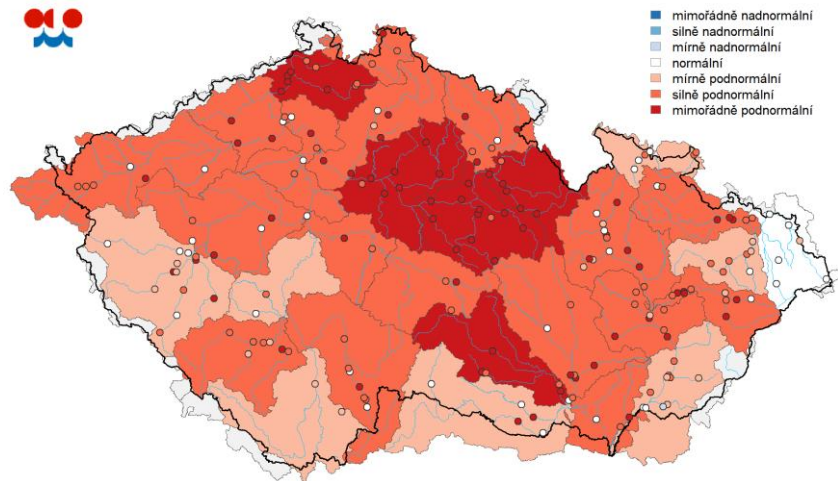 mimořádně nadnormální
silně nadnormální
mírně nadnormální
normální
mírně podnormální
silně podnormální
mimořádně podnormální